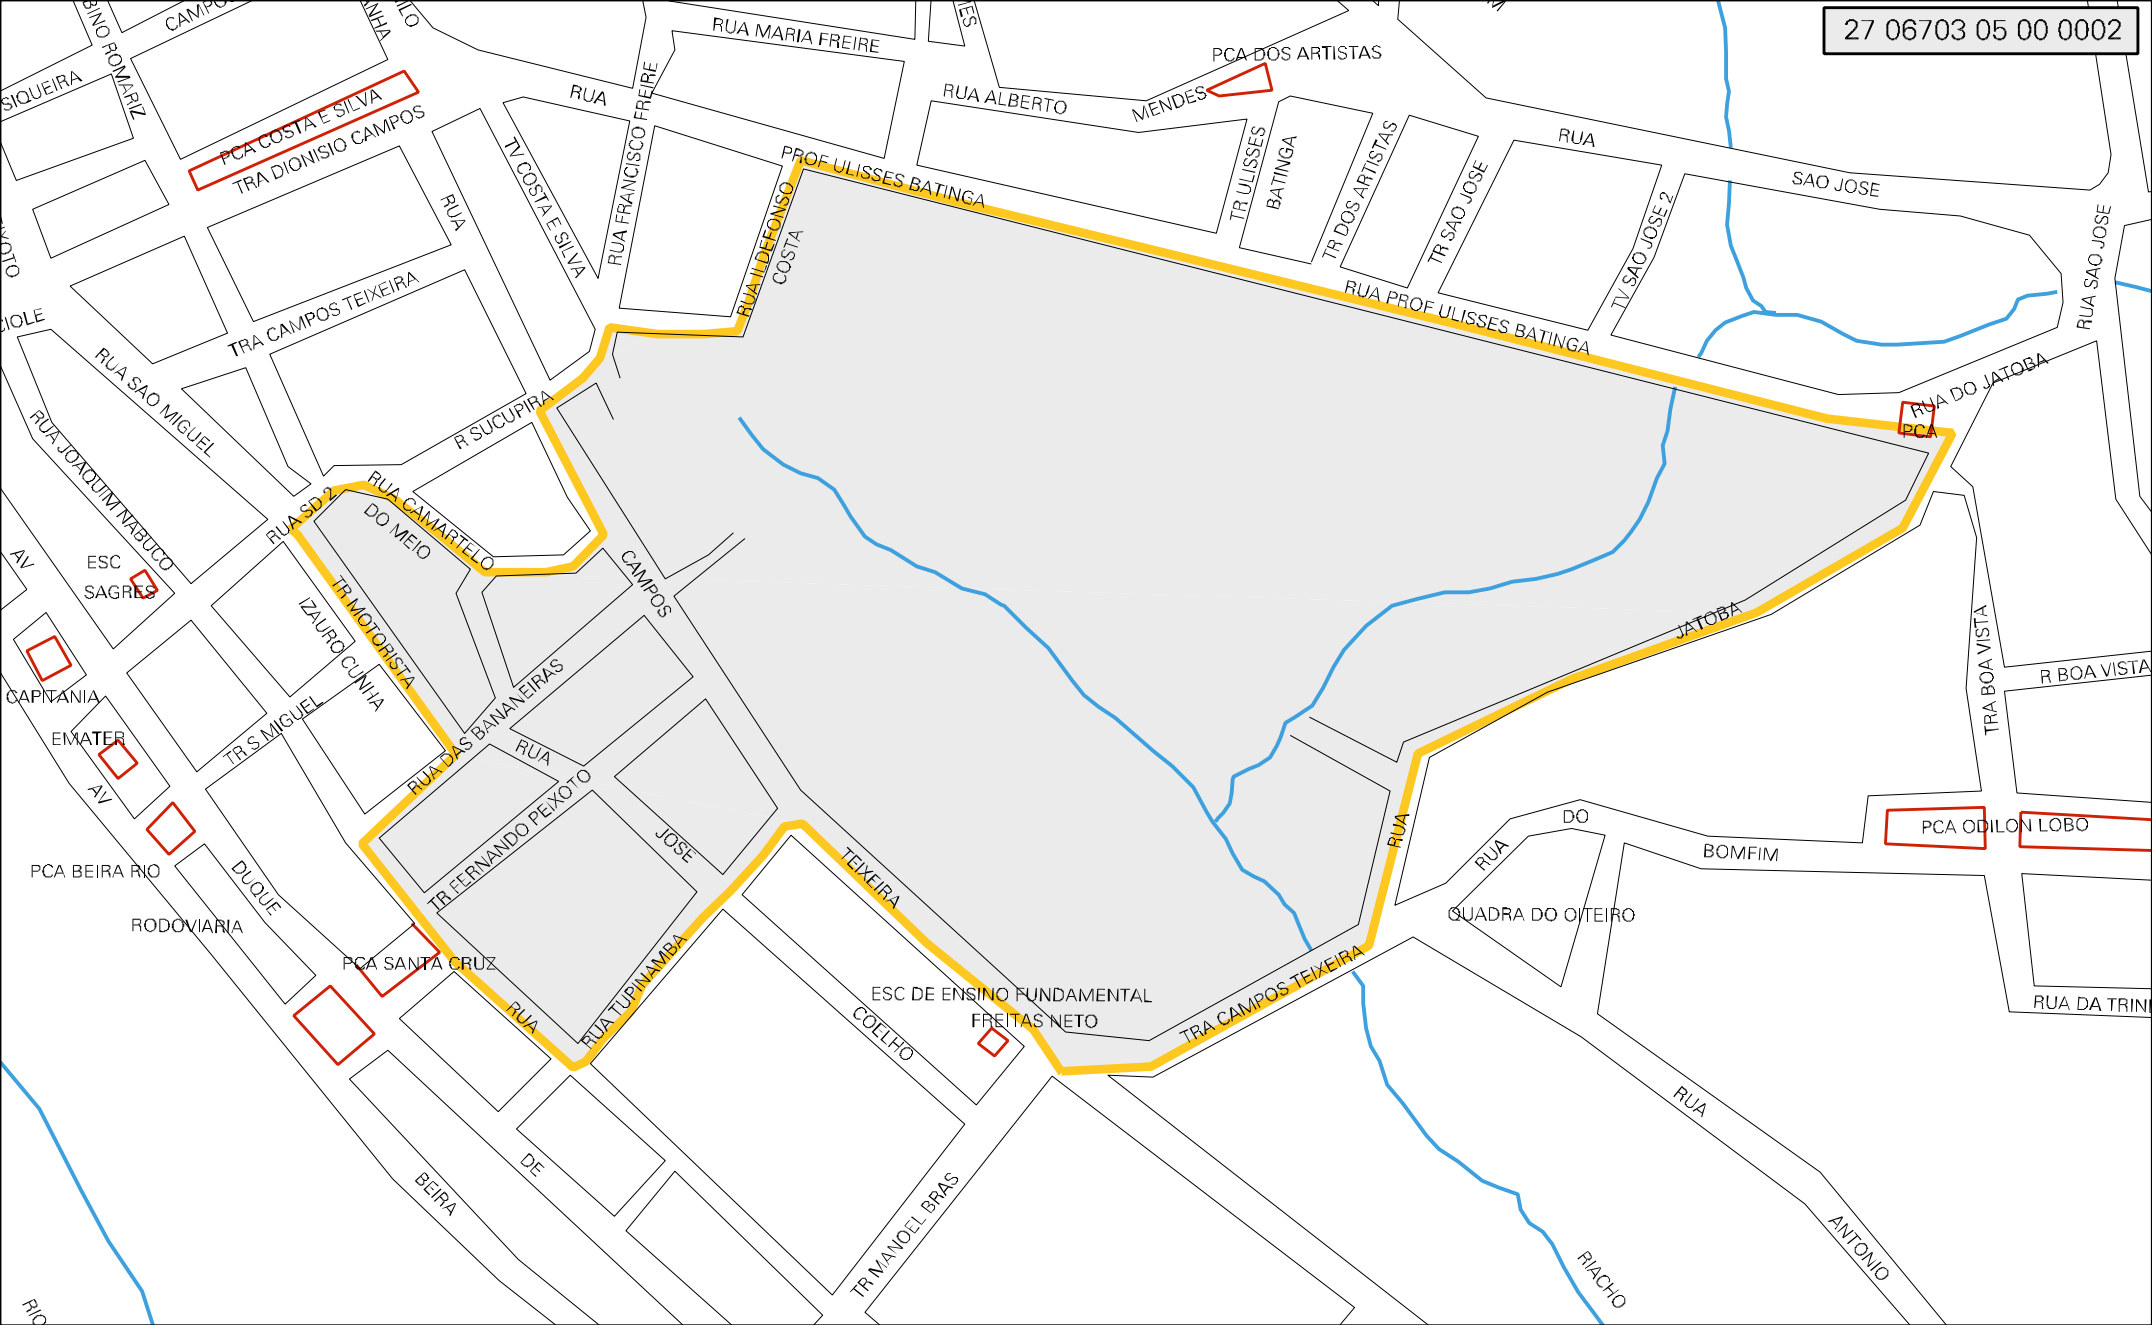 27 06703 05 00 0002
RUA MARIA FREIRE
PCA DOS ARTISTAS
SIQUEIRA
ROMARIZ
PCA COSTA E SILVA
TRA DIONISIO CAMPOS
RUA
RUA FRANCISCO FREIRE
RUA ALBERTO
MENDES
RUA
SAO JOSE
TV COSTA E SILVA
RUA
PROF ULISSES BATINGA
TR ULISSES
BATINGA
TR DOS ARTISTAS
TR SAO JOSE
TV SAO JOSE 2
RUA SAO JOSE
RUA ILDEFONSO
COSTA
TRA CAMPOS TEIXEIRA
RUA PROF ULISSES BATINGA
RUA DO JATOBA
PCA
RUA SAO MIGUEL
R SUCUPIRA
RUA JOAQUIM NABUCO
RUA SD 2
RUA CAMARTELO
DO MEIO
AV
ESC
SAGRES
TR MOTORISTA
IZAURO CUNHA
CAMPOS
JATOBA
TRA BOA VISTA
R BOA VISTA
CAPITANIA
EMATER
TR S MIGUEL
RUA DAS BANANEIRAS
RUA
AV
TR FERNANDO PEIXOTO
JOSE
TEIXEIRA
RUA
RUA
DO
BOMFIM
PCA ODILON LOBO
PCA BEIRA RIO
DUQUE
RODOVIARIA
QUADRA DO OITEIRO
PCA SANTA CRUZ
RUA
RUA TUPINAMBA
COELHO
ESC DE ENSINO FUNDAMENTAL
FREITAS NETO
TRA CAMPOS TEIXEIRA
RUA DA TRIN
RUA
DE
BEIRA
TR MANOEL BRAS
ANTONIO
RIACHO
RIO